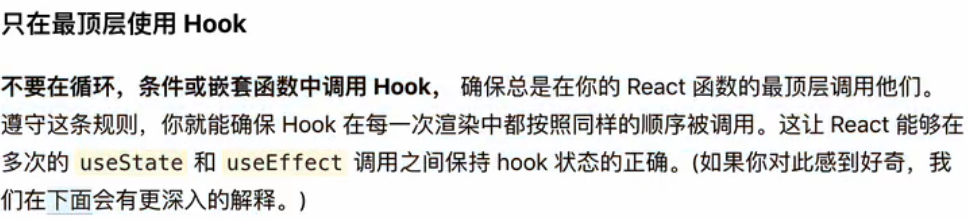 只在最顶层使用 Hook
不要在循环，条件或嵌套函数中调用 Hook， 确保总是在你的 React 函数的最顶层调用他们。
遵守这条规则，你就能确保 Hook 在每一次渲染中都按照同样的顺序被调用。这让 React 能够在
多次的 useState 和 useEffect 调用之间保持 hook 状态的正确。(如果你对此感到好奇，我
们在下面会有更深入的解释。)